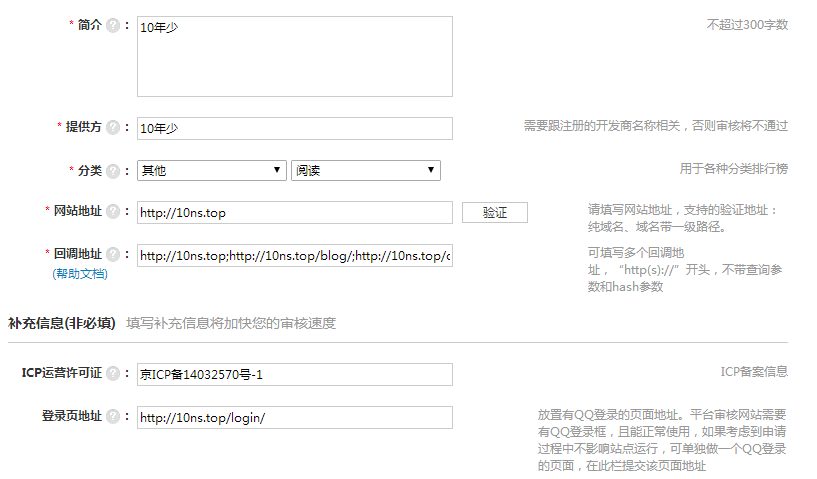 * 简介 ? : 10年少 不超过300字数
* 提供方 ? : 10年少 需要跟注册的开发商名称相关，否则审核将不通过
* 分类 ? : 其他 ▼ 阅读 ▼ 用于各种分类排行榜
* 网站地址 ? : http://10ns.top 验证 请填写网站地址，支持的验证地址：
纯域名、域名带一级路径。
* 回调地址 ? : http://10ns.top;http://10ns.top/blog/;http://10ns.top/ 可填写多个回调地
(帮助文档) 址，“http(s)://”开头，不带查询参
数和hash参数
补充信息(非必填) 填写补充信息将加快您的审核速度
ICP运营许可证 ? : 京ICP备14032570号-1 ICP备案信息
登录页地址 ? : http://10ns.top/login/ 放置有QQ登录的页面地址。平台审核网站需要
有QQ登录框，且能正常使用，如果考虑到申请
过程中不影响站点运行，可单独做一个QQ登录
的页面，在此栏提交该页面地址